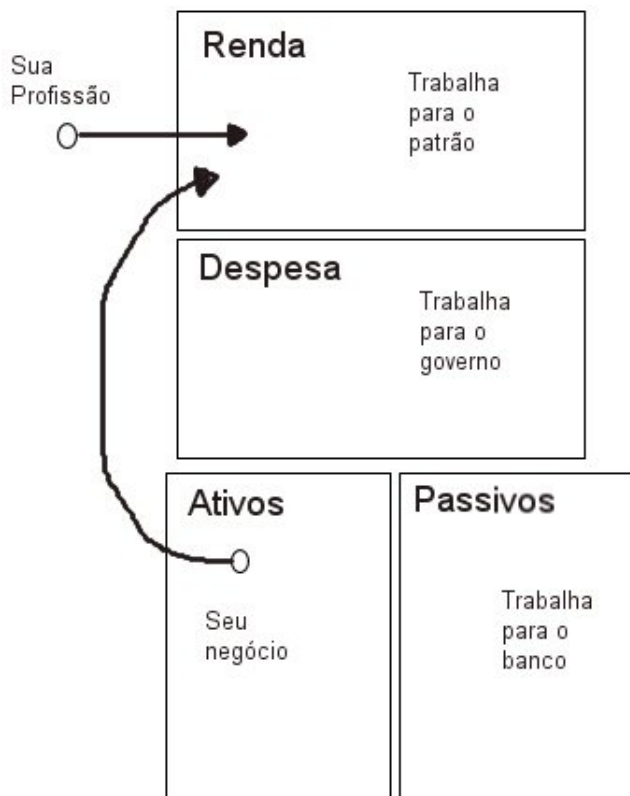 Renda
Sua
Profissão
Trabalha
para o
patrão
Despesa
Trabalha
para o
governo
Ativos
Seu
negócio
Passivos
Trabalha
para o
banco